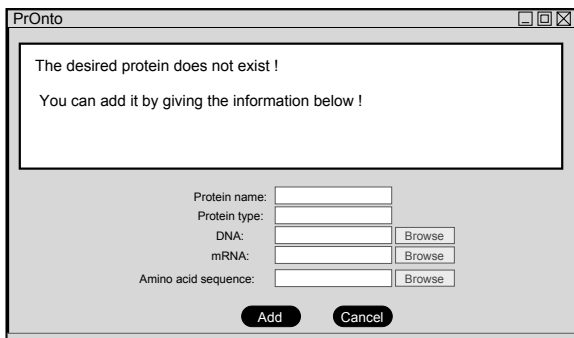 PrOnto
The desired protein does not exist !
You can add it by giving the information below !
Protein name:
Protein type:
DNA: Browse
mRNA: Browse
Amino acid sequence: Browse
Add Cancel